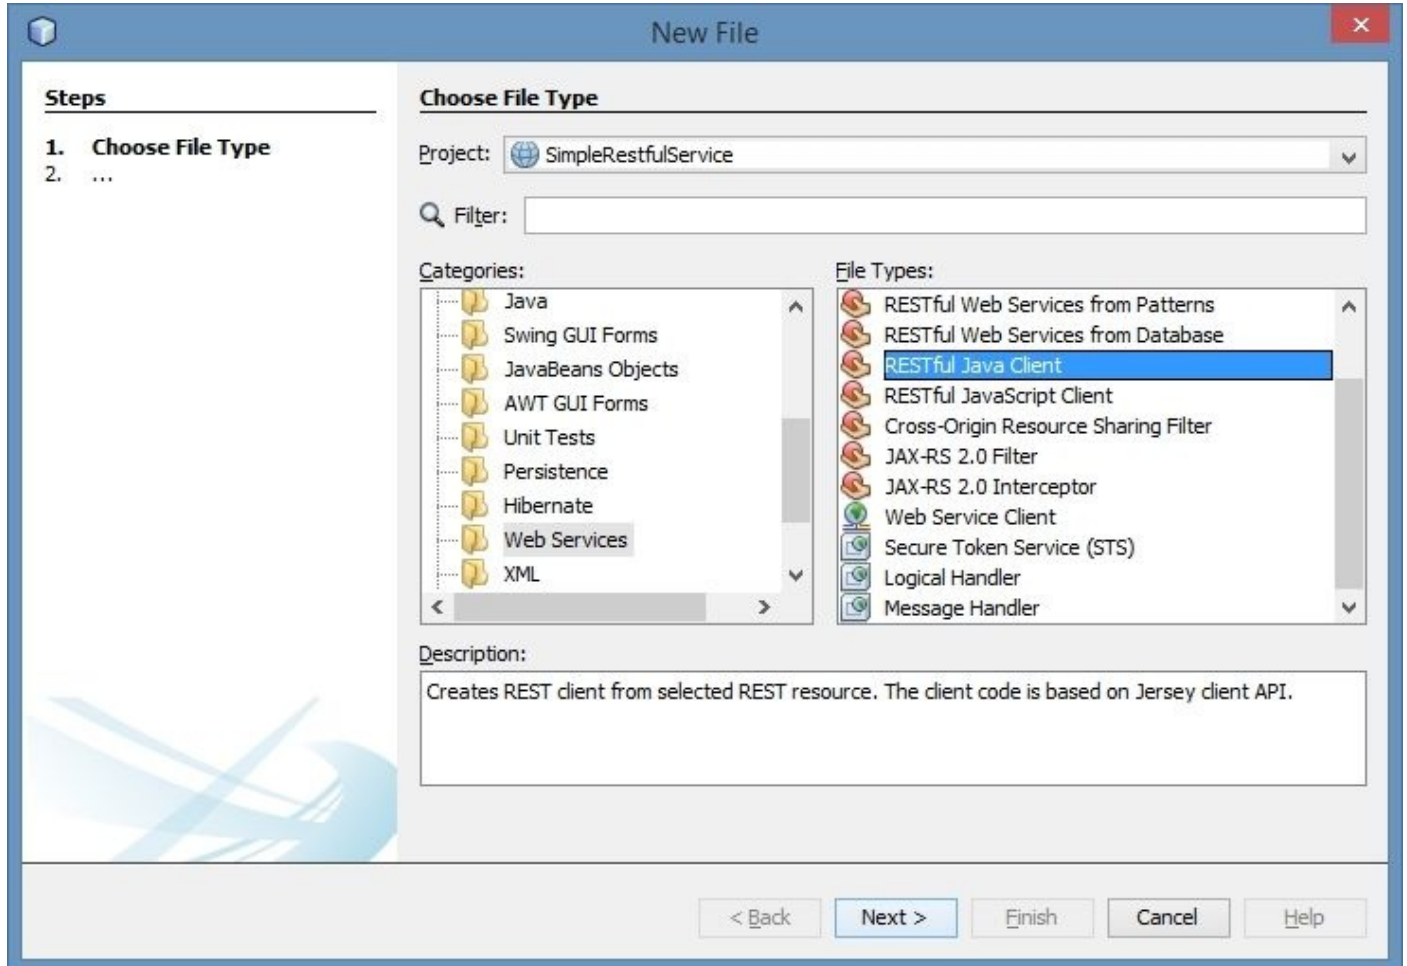 New File
Steps
1. Choose File Type
2. ...
Choose File Type
Project: SimpleRestfulService
Filter:
Categories:
Java
Swing GUI Forms
JavaBeans Objects
AWT GUI Forms
Unit Tests
Persistence
Hibernate
Web Services
XML
File Types:
RESTful Web Services from Patterns
RESTful Web Services from Database
RESTful Java Client
RESTful JavaScript Client
Cross-Origin Resource Sharing Filter
JAX-RS 2.0 Filter
JAX-RS 2.0 Interceptor
Web Service Client
Secure Token Service (STS)
Logical Handler
Message Handler
Description:
Creates REST client from selected REST resource. The client code is based on Jersey client API.
< Back Next > Finish Cancel Help